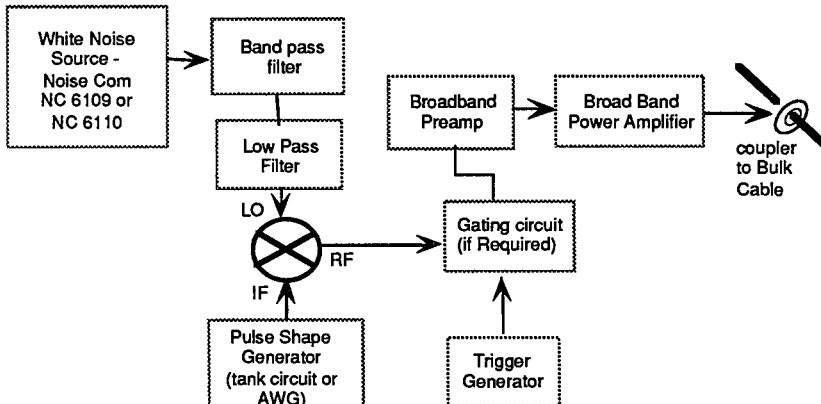 White Noise
Source -
Noise Com
NC 6109 or
NC 6110
Band pass
filter
Low Pass
Filter
Broadband
Preamp
Broad Band
Power Amplifier
coupler
to Bulk
Cable
LO
RF
IF
Gating circuit
(if Required)
Pulse Shape
Generator
(tank circuit or
AWG)
Trigger
Generator